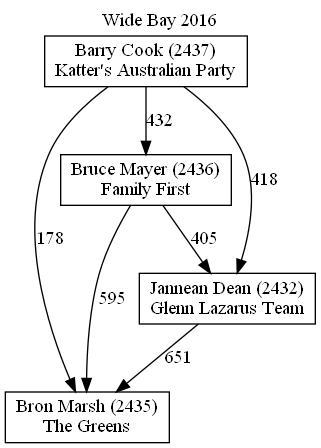 Wide Bay 2016
Barry Cook (2437)
Katter's Australian Party
432
Bruce Mayer (2436)
Family First
418
178
595
405
Jannean Dean (2432)
Glenn Lazarus Team
651
Bron Marsh (2435)
The Greens